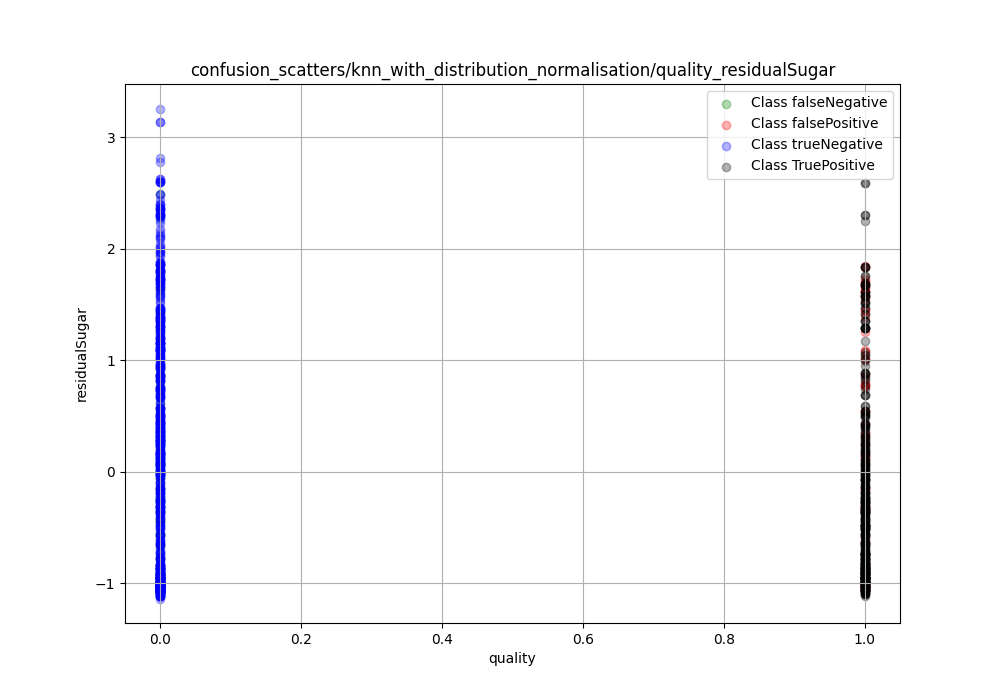 confusion_scatters/knn_with_distribution_normalisation/quality_residualSugar
Class falseNegative
Class falsePositive
Class trueNegative
Class TruePositive
3
2
1
0
−1
residualSugar
0.0 0.2 0.4 0.6 0.8 1.0
quality